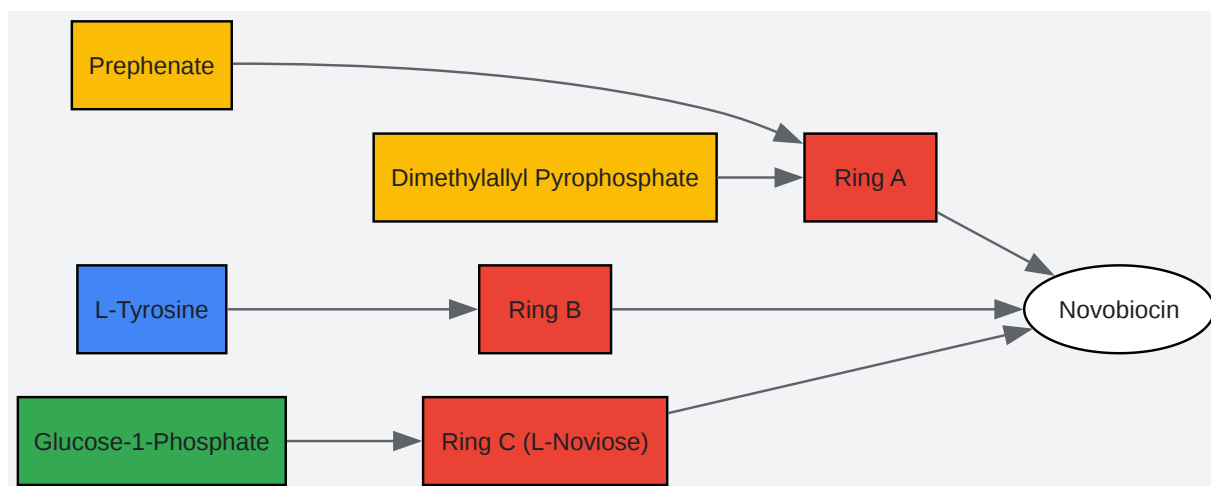 Prephenate
Dimethylallyl Pyrophosphate
Ring A
L-Tyrosine
Ring B
Novobiocin
Glucose-1-Phosphate
Ring C (L-Noviose)